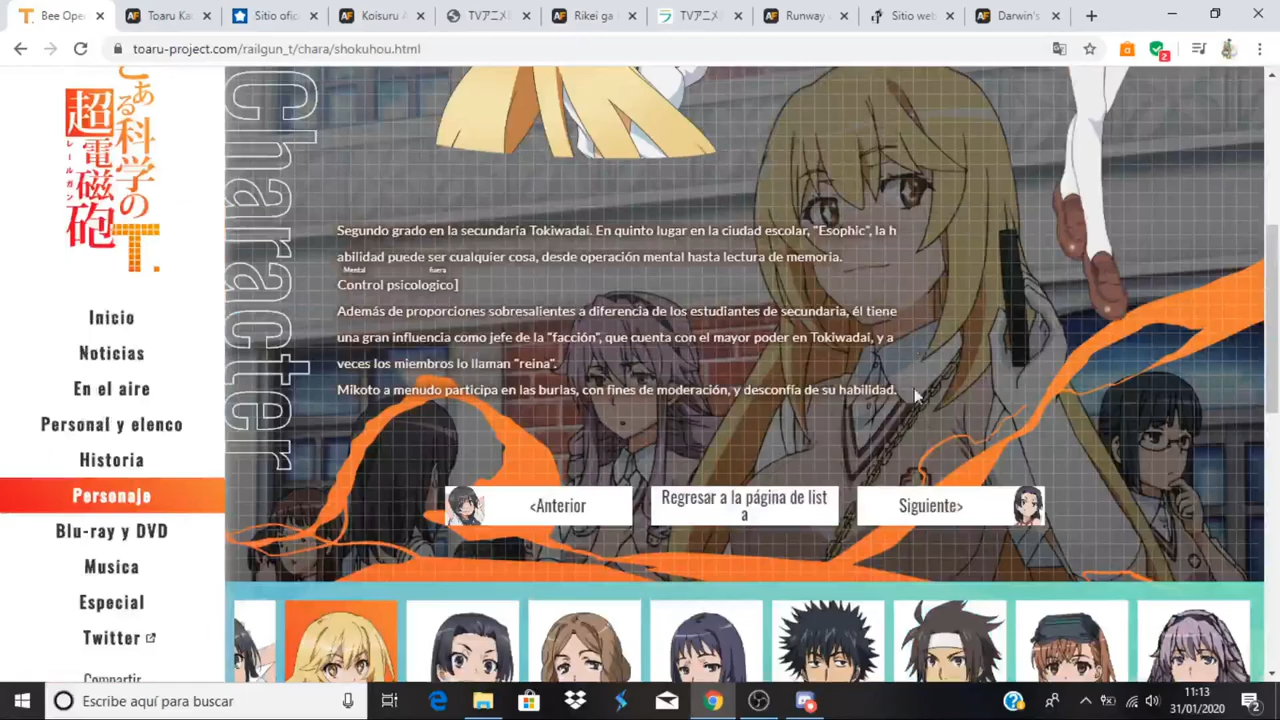 Bee Ope
Toaru Ka
Sitio ofic
Koisuru A
TVアニメ
Rikei ga
TVアニメ
Runway
Sitio web
Darwin's
toaru-project.com/railgun_t/chara/shokuhou.html
2
とある科学の
超電磁砲
レールガン
T.
Character
Inicio
Noticias
En el aire
Personal y elenco
Historia
Personaje
Blu-ray y DVD
Musica
Especial
Twitter
Compartir
Segundo grado en la secundaria Tokiwadai. En quinto lugar en la ciudad escolar, "Esophic", la h
abilidad puede ser cualquier cosa, desde operación mental hasta lectura de memoria.
Mental fuera
Control psicologico]
Además de proporciones sobresalientes a diferencia de los estudiantes de secundaria, él tiene
una gran influencia como jefe de la "facción", que cuenta con el mayor poder en Tokiwadai, y a
veces los miembros lo llaman "reina".
Mikoto a menudo participa en las burlas, con fines de moderación, y desconfía de su habilidad.
<Anterior
Regresar a la página de list
a
Siguiente>
Escribe aquí para buscar
11:13
31/01/2020
2